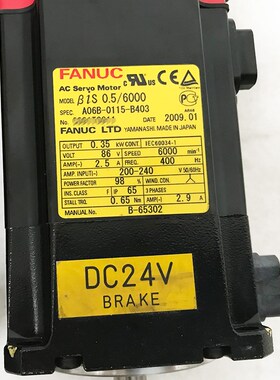 FANUC
AC Servo Motor
MODEL βiS 0.5/6000
SPEC. A06B-0115-B403
No. DATE 2009.01
FANUC LTD YAMANASHI MADE IN JAPAN
OUTPUT 0.35 kW CONT IEC60034-1
VOLT 86 V SPEED 6000 min-1
AMP(~) 2.5 A FREQ. 400 Hz
AMP. INPUT(~) 200-240 V 50/60Hz
POWER FACTOR 98 % WIND.CONN.
INS.CLASS F IP 65 3 PHASES
STALL TRQ. 0.65 Nm AMP(~) 2.9 A
MANUAL No. B-65302
DC24V
BRAKE